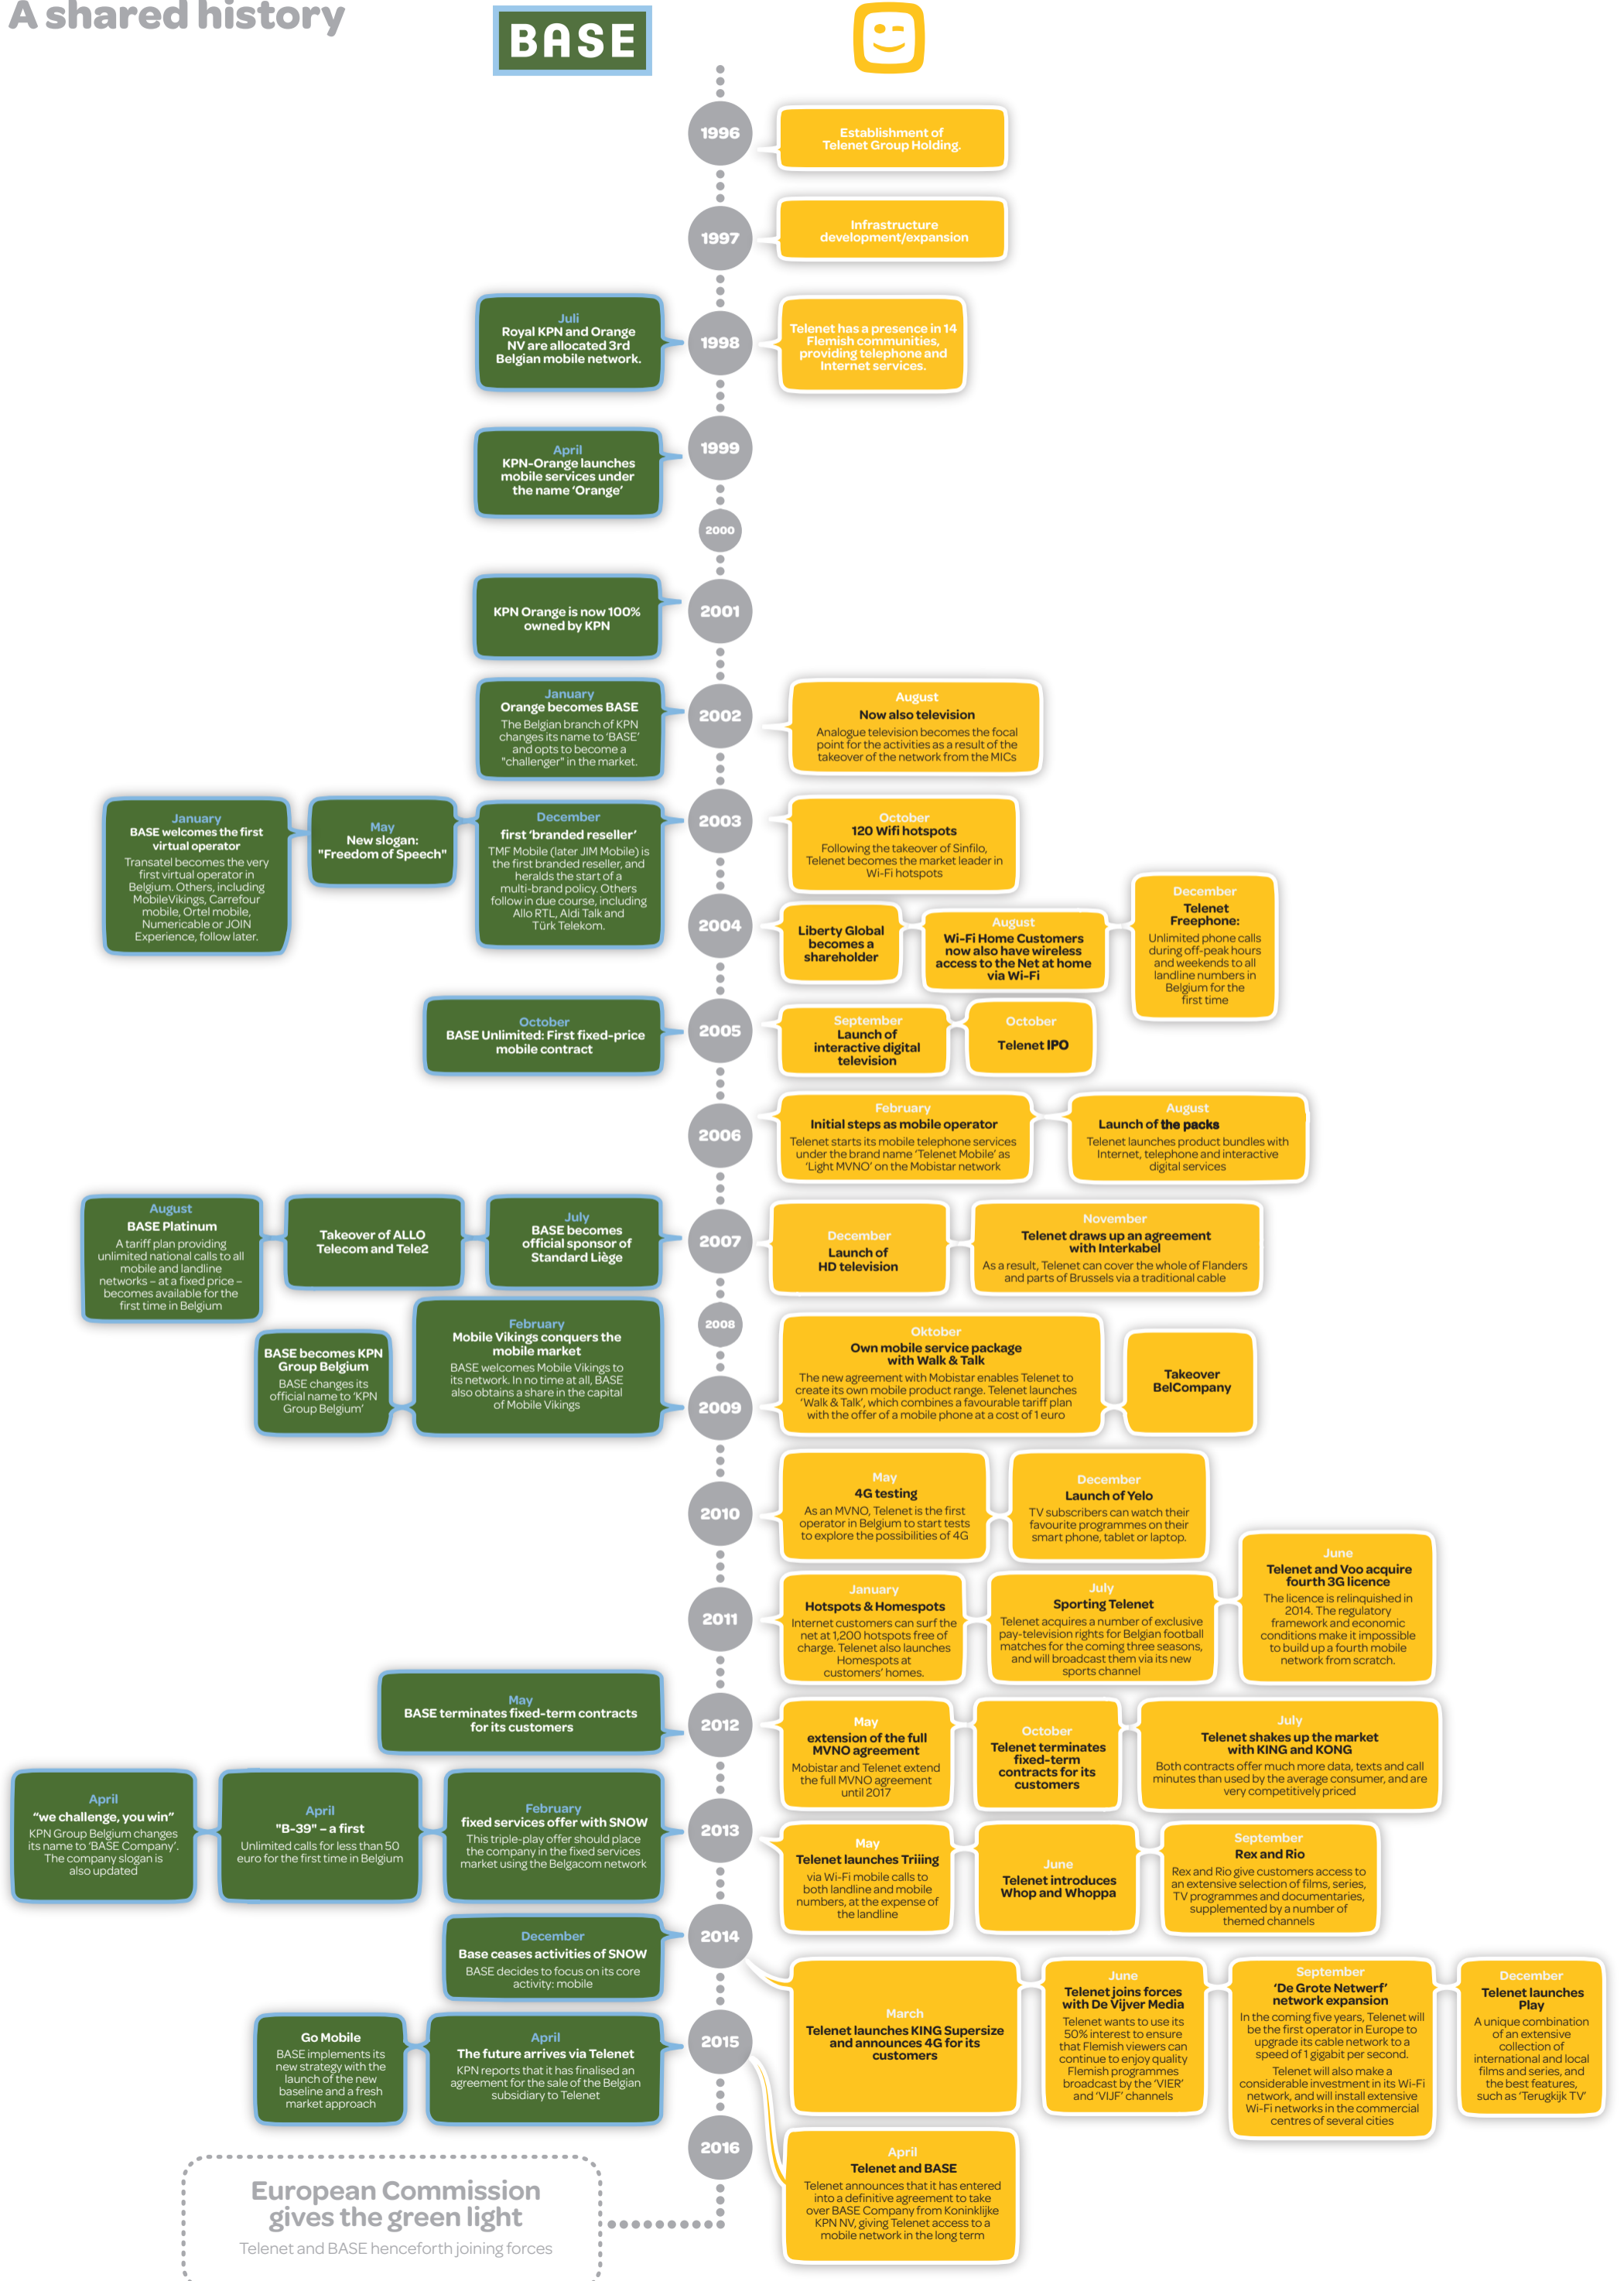 A shared history
BASE
1996
Establishment of
Telenet Group Holding.
1997
Infrastructure
development/expansion
Juli
Royal KPN and Orange
NV are allocated 3rd
Belgian mobile network.
1998
Telenet has a presence in 14
Flemish communities,
providing telephone and
Internet services.
April
KPN-Orange launches
mobile services under
the name ‘Orange’
1999
2000
KPN Orange is now 100%
owned by KPN
2001
January
Orange becomes BASE
The Belgian branch of KPN
changes its name to ‘BASE’
and opts to become a
"challenger" in the market.
2002
August
Now also television
Analogue television becomes the focal
point for the activities as a result of the
takeover of the network from the MICs
January
BASE welcomes the first
virtual operator
Transatel becomes the very
first virtual operator in
Belgium. Others, including
MobileVikings, Carrefour
mobile, Ortel mobile,
Numericable or JOIN
Experience, follow later.
May
New slogan:
"Freedom of Speech"
December
first ‘branded reseller’
TMF Mobile (later JIM Mobile) is
the first branded reseller, and
heralds the start of a
multi-brand policy. Others
follow in due course, including
Allo RTL, Aldi Talk and
Türk Telekom.
2003
October
120 Wifi hotspots
Following the takeover of Sinfilo,
Telenet becomes the market leader in
Wi-Fi hotspots
2004
Liberty Global
becomes a
shareholder
August
Wi-Fi Home Customers
now also have wireless
access to the Net at home
via Wi-Fi
December
Telenet
Freephone:
Unlimited phone calls
during off-peak hours
and weekends to all
landline numbers in
Belgium for the
first time
October
BASE Unlimited: First fixed-price
mobile contract
2005
September
Launch of
interactive digital
television
October
Telenet IPO
2006
February
Initial steps as mobile operator
Telenet starts its mobile telephone services
under the brand name ‘Telenet Mobile’ as
‘Light MVNO’ on the Mobistar network
August
Launch of the packs
Telenet launches product bundles with
Internet, telephone and interactive
digital services
August
BASE Platinum
A tariff plan providing
unlimited national calls to all
mobile and landline
networks – at a fixed price –
becomes available for the
first time in Belgium
Takeover of ALLO
Telecom and Tele2
July
BASE becomes
official sponsor of
Standard Liège
2007
December
Launch of
HD television
November
Telenet draws up an agreement
with Interkabel
As a result, Telenet can cover the whole of Flanders
and parts of Brussels via a traditional cable
2008
BASE becomes KPN
Group Belgium
BASE changes its
official name to ‘KPN
Group Belgium’
February
Mobile Vikings conquers the
mobile market
BASE welcomes Mobile Vikings to
its network. In no time at all, BASE
also obtains a share in the capital
of Mobile Vikings
2009
Oktober
Own mobile service package
with Walk & Talk
The new agreement with Mobistar enables Telenet to
create its own mobile product range. Telenet launches
‘Walk & Talk’, which combines a favourable tariff plan
with the offer of a mobile phone at a cost of 1 euro
Takeover
BelCompany
2010
May
4G testing
As an MVNO, Telenet is the first
operator in Belgium to start tests
to explore the possibilities of 4G
December
Launch of Yelo
TV subscribers can watch their
favourite programmes on their
smart phone, tablet or laptop.
2011
January
Hotspots & Homespots
Internet customers can surf the
net at 1,200 hotspots free of
charge. Telenet also launches
Homespots at
customers’ homes.
July
Sporting Telenet
Telenet acquires a number of exclusive
pay-television rights for Belgian football
matches for the coming three seasons,
and will broadcast them via its new
sports channel
June
Telenet and Voo acquire
fourth 3G licence
The licence is relinquished in
2014. The regulatory
framework and economic
conditions make it impossible
to build up a fourth mobile
network from scratch.
May
BASE terminates fixed-term contracts
for its customers
2012
May
extension of the full
MVNO agreement
Mobistar and Telenet extend
the full MVNO agreement
until 2017
October
Telenet terminates
fixed-term
contracts for its
customers
July
Telenet shakes up the market
with KING and KONG
Both contracts offer much more data, texts and call
minutes than used by the average consumer, and are
very competitively priced
April
“we challenge, you win”
KPN Group Belgium changes
its name to ‘BASE Company’.
The company slogan is
also updated
April
"B-39" – a first
Unlimited calls for less than 50
euro for the first time in Belgium
February
fixed services offer with SNOW
This triple-play offer should place
the company in the fixed services
market using the Belgacom network
2013
May
Telenet launches Triiing
via Wi-Fi mobile calls to
both landline and mobile
numbers, at the expense of
the landline
June
Telenet introduces
Whop and Whoppa
September
Rex and Rio
Rex and Rio give customers access to
an extensive selection of films, series,
TV programmes and documentaries,
supplemented by a number of
themed channels
December
Base ceases activities of SNOW
BASE decides to focus on its core
activity: mobile
2014
March
Telenet launches KING Supersize
and announces 4G for its
customers
June
Telenet joins forces
with De Vijver Media
Telenet wants to use its
50% interest to ensure
that Flemish viewers can
continue to enjoy quality
Flemish programmes
broadcast by the ‘VIER’
and ‘VIJF’ channels
September
‘De Grote Netwerf’
network expansion
In the coming five years, Telenet will
be the first operator in Europe to
upgrade its cable network to a
speed of 1 gigabit per second.
Telenet will also make a
considerable investment in its Wi-Fi
network, and will install extensive
Wi-Fi networks in the commercial
centres of several cities
December
Telenet launches
Play
A unique combination
of an extensive
collection of
international and local
films and series, and
the best features,
such as ‘Terugkijk TV’
Go Mobile
BASE implements its
new strategy with the
launch of the new
baseline and a fresh
market approach
April
The future arrives via Telenet
KPN reports that it has finalised an
agreement for the sale of the Belgian
subsidiary to Telenet
2015
April
Telenet and BASE
Telenet announces that it has entered
into a definitive agreement to take
over BASE Company from Koninklijke
KPN NV, giving Telenet access to a
mobile network in the long term
2016
European Commission
gives the green light
Telenet and BASE henceforth joining forces